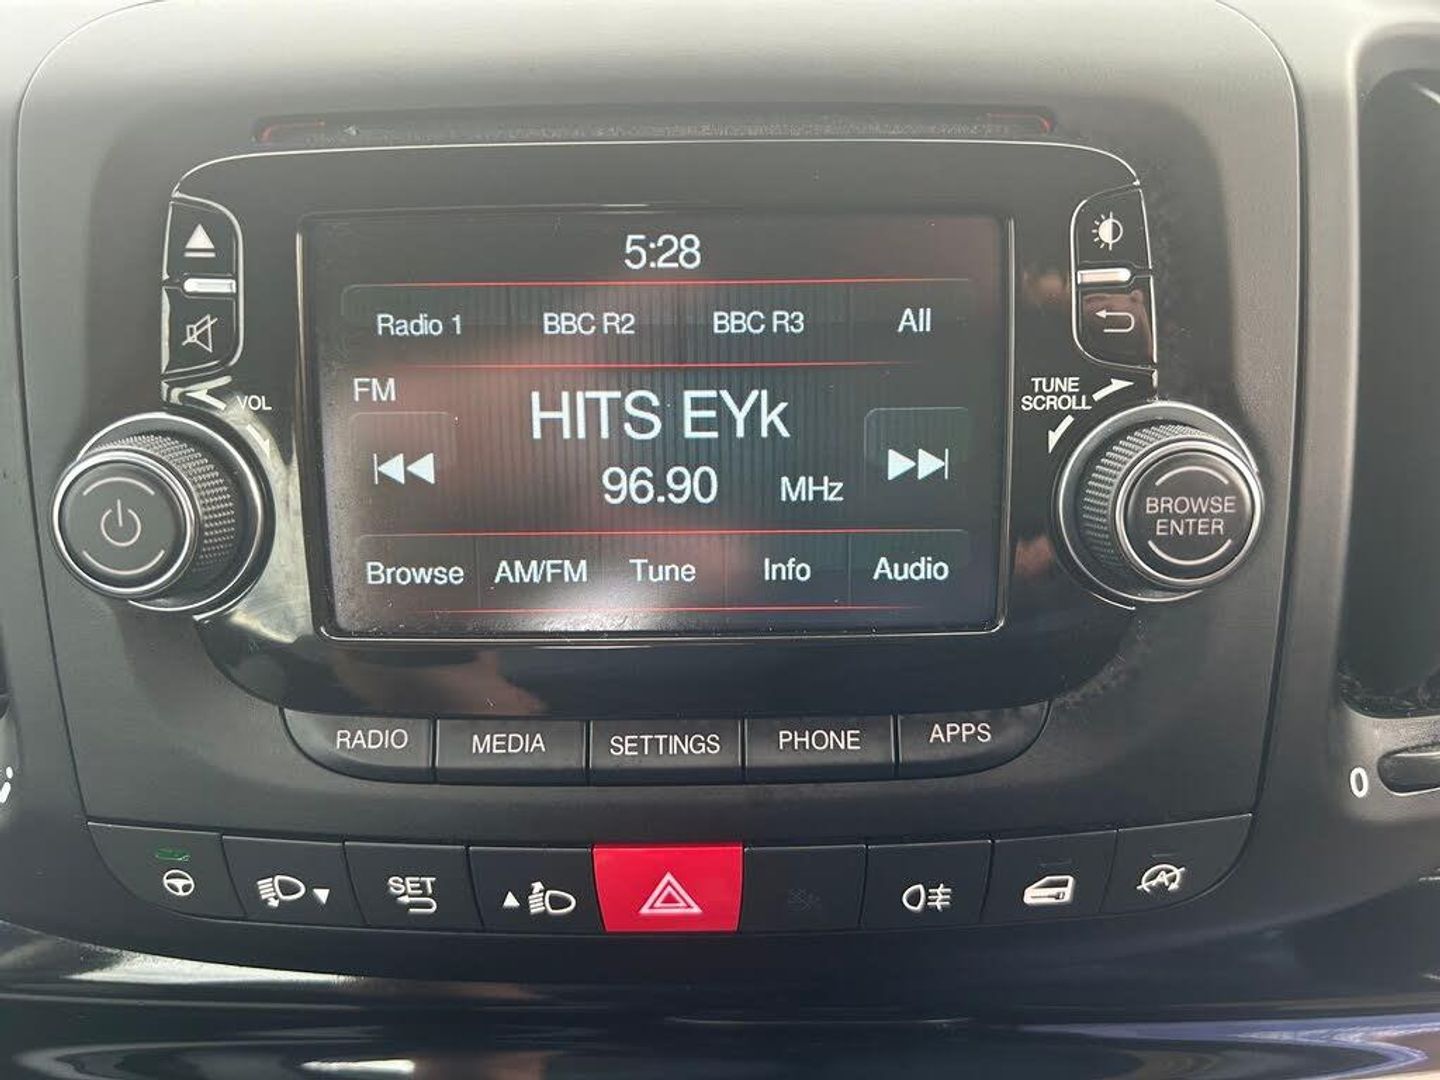 5:28
Radio 1 BBC R2 BBC R3 All
FM
HITS EYk
96.90 MHz
Browse AM/FM Tune Info Audio
VOL
TUNE
SCROLL
BROWSE
ENTER
RADIO MEDIA SETTINGS PHONE APPS
0
SET
A